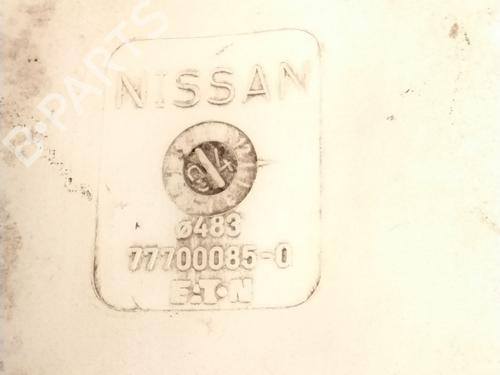 NISSAN
ø483
77700085-0
E·T·N
B-PARTS